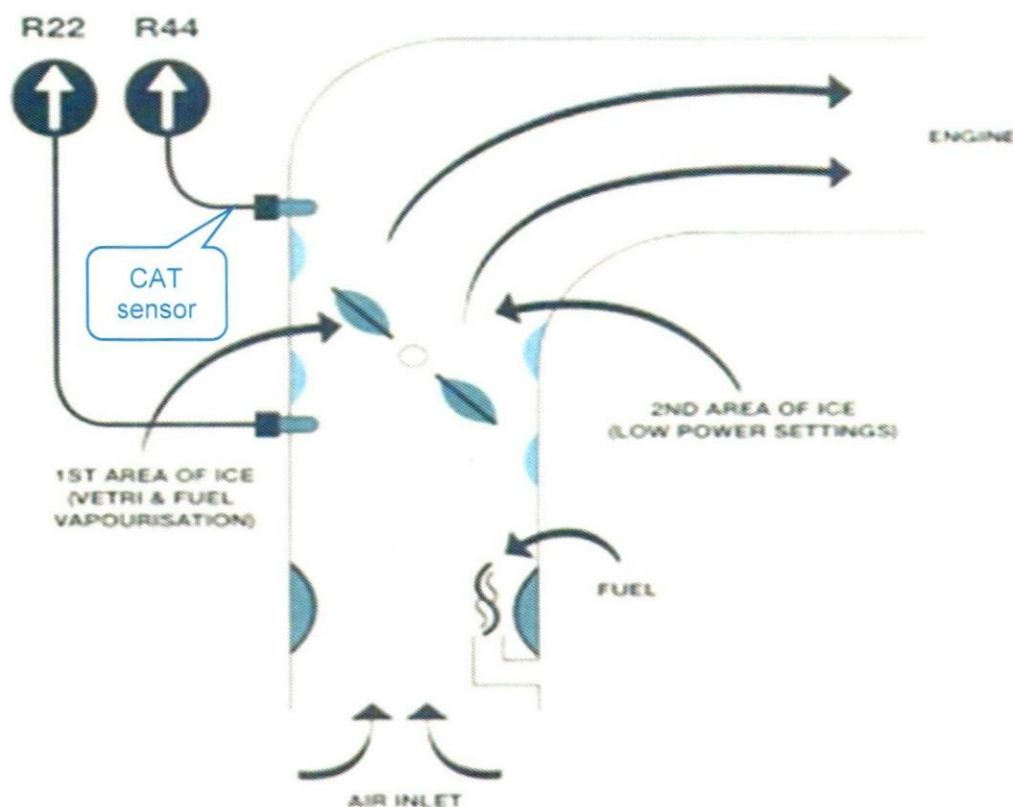 R22 R44
ENGINE
CAT
sensor
2ND AREA OF ICE
(LOW POWER SETTINGS)
1ST AREA OF ICE
(VETRI & FUEL
VAPOURISATION)
FUEL
AIR INLET